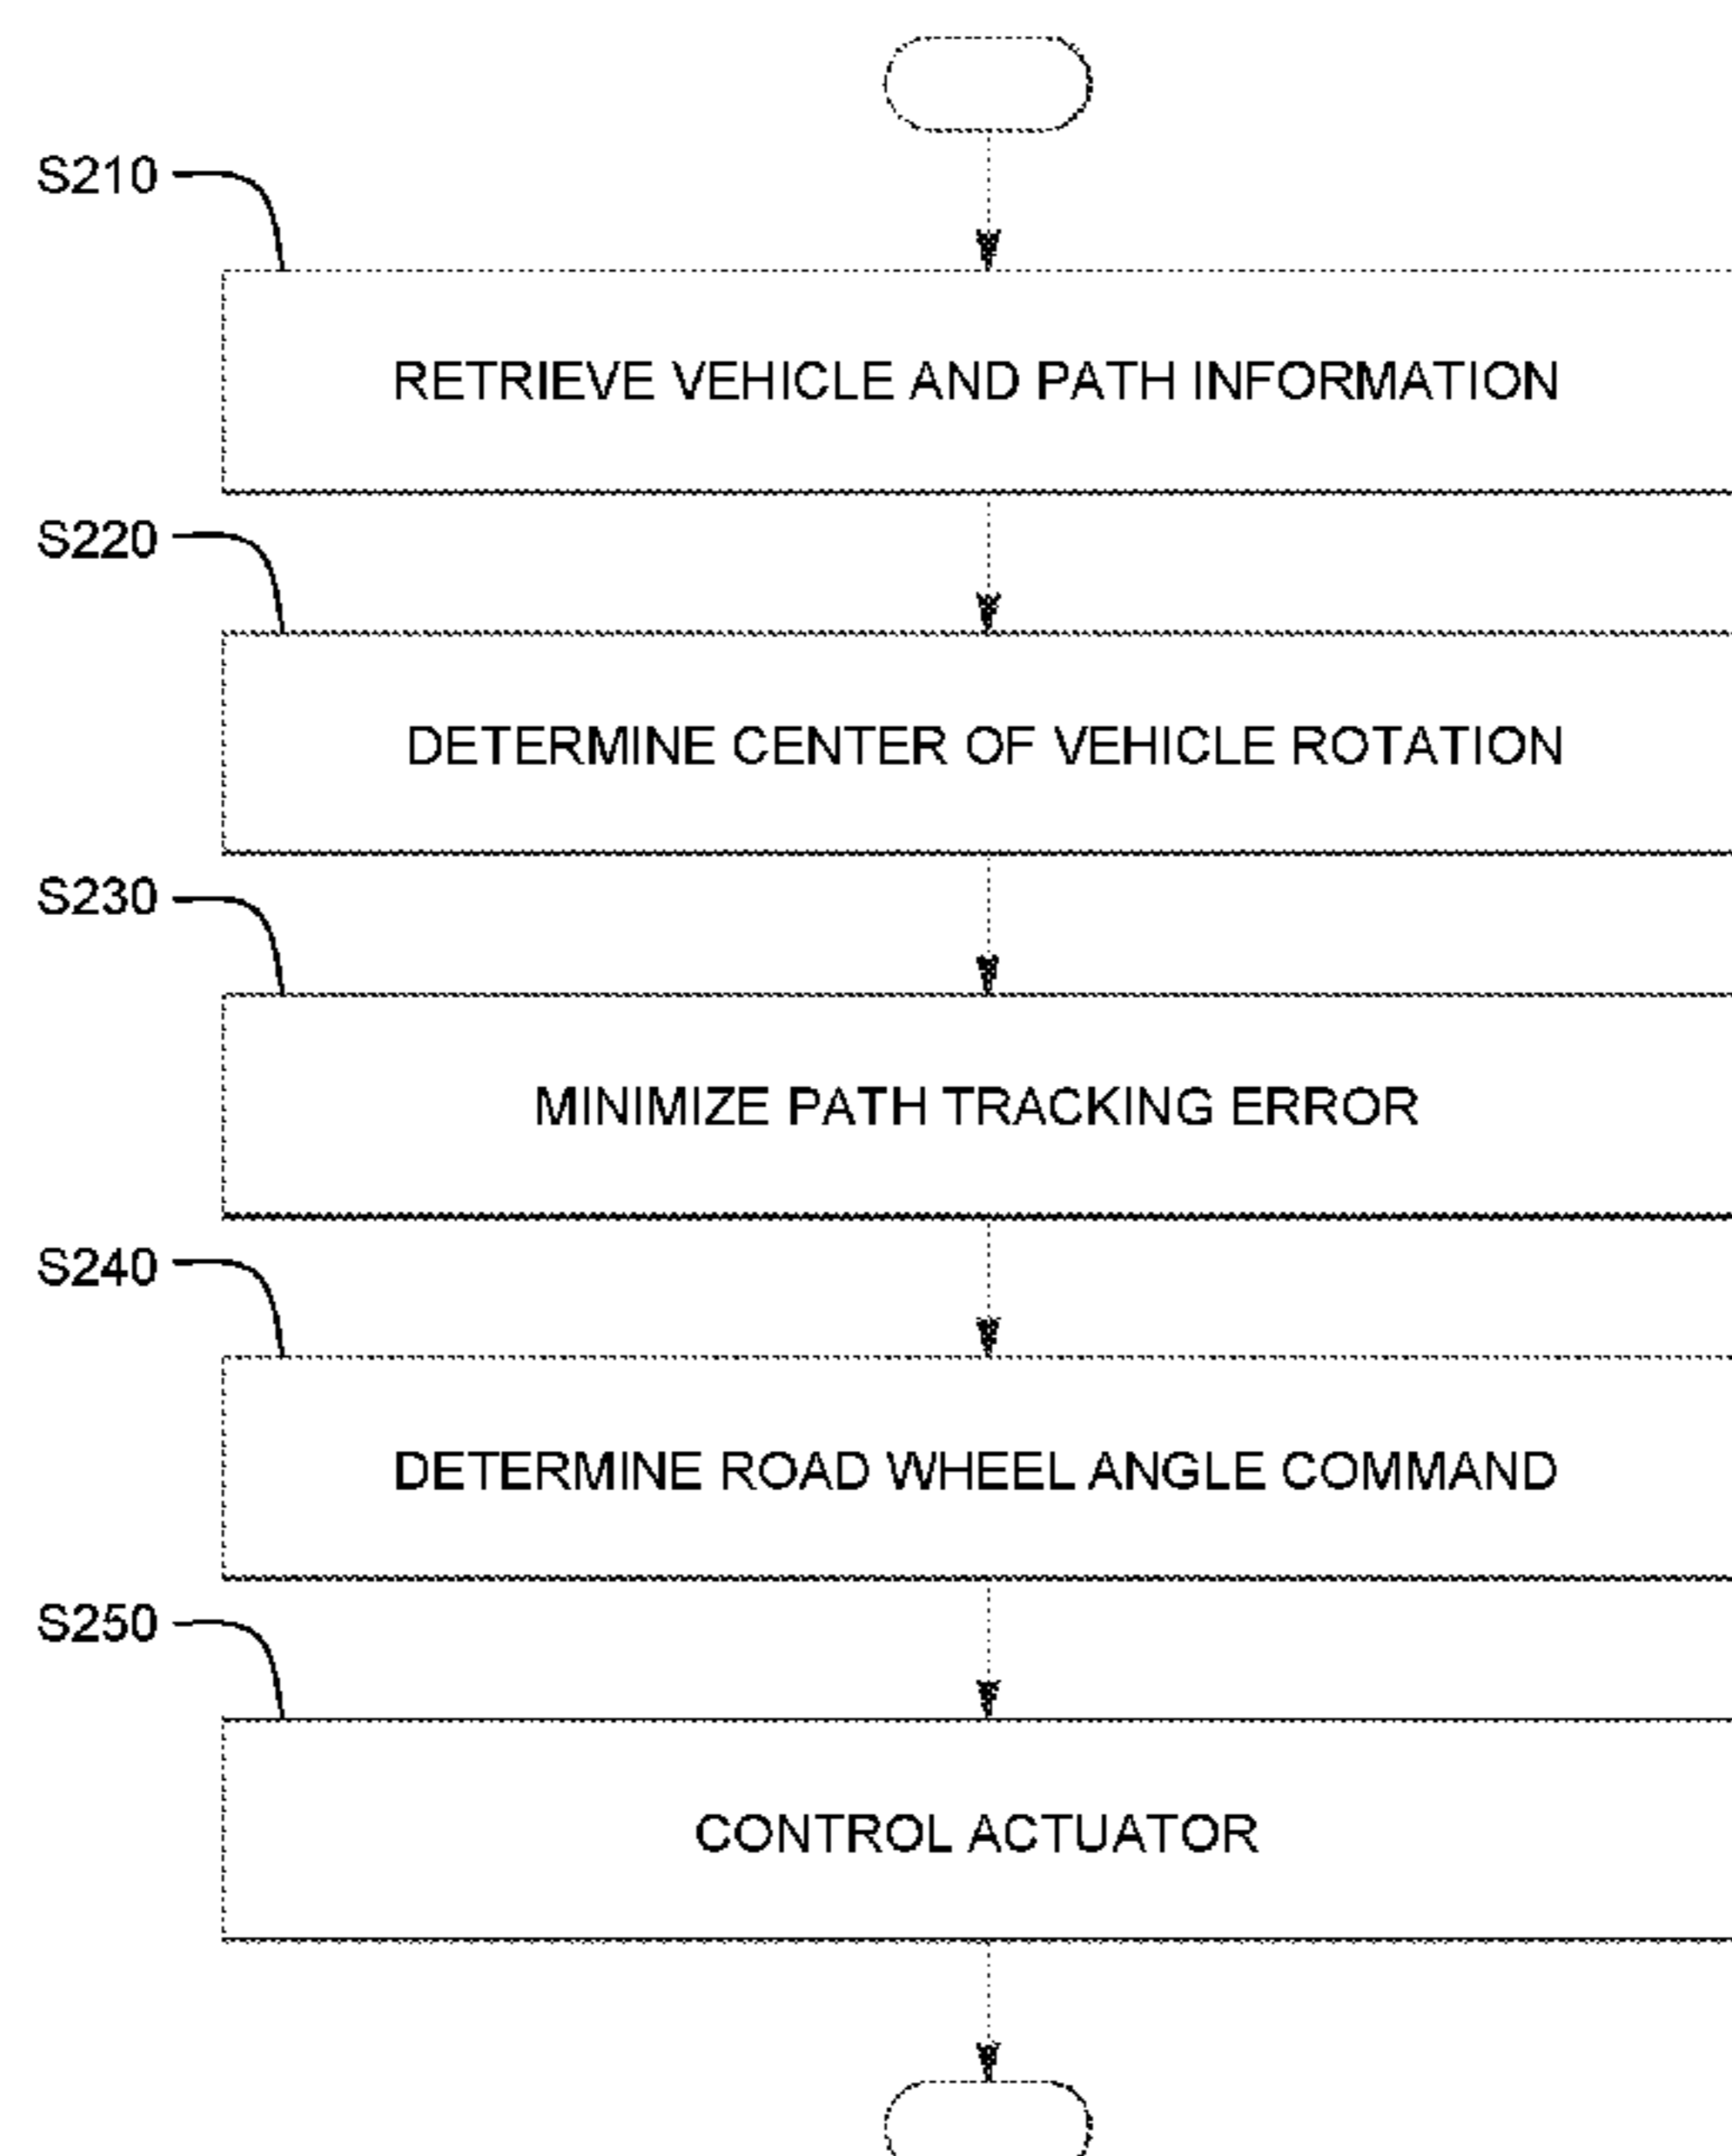 S210
RETRIEVE VEHICLE AND PATH INFORMATION
S220
DETERMINE CENTER OF VEHICLE ROTATION
S230
MINIMIZE PATH TRACKING ERROR
S240
DETERMINE ROAD WHEEL ANGLE COMMAND
S250
CONTROL ACTUATOR